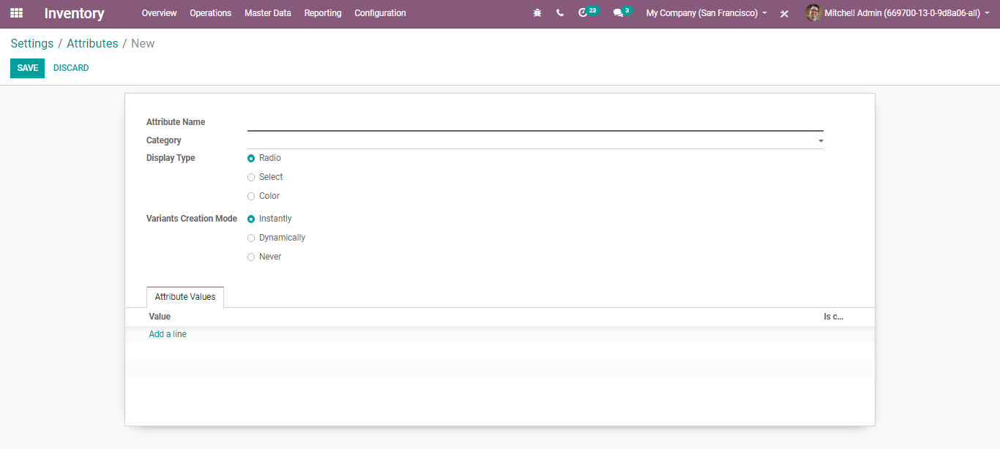 Inventory Overview Operations Master Data Reporting Configuration 23 3 My Company (San Francisco) Mitchell Admin (669700-13-0-9d8a06-all)
Settings / Attributes / New
SAVE DISCARD
Attribute Name
Category
Display Type Radio
Select
Color
Variants Creation Mode Instantly
Dynamically
Never
Attribute Values
Value Is c...
Add a line